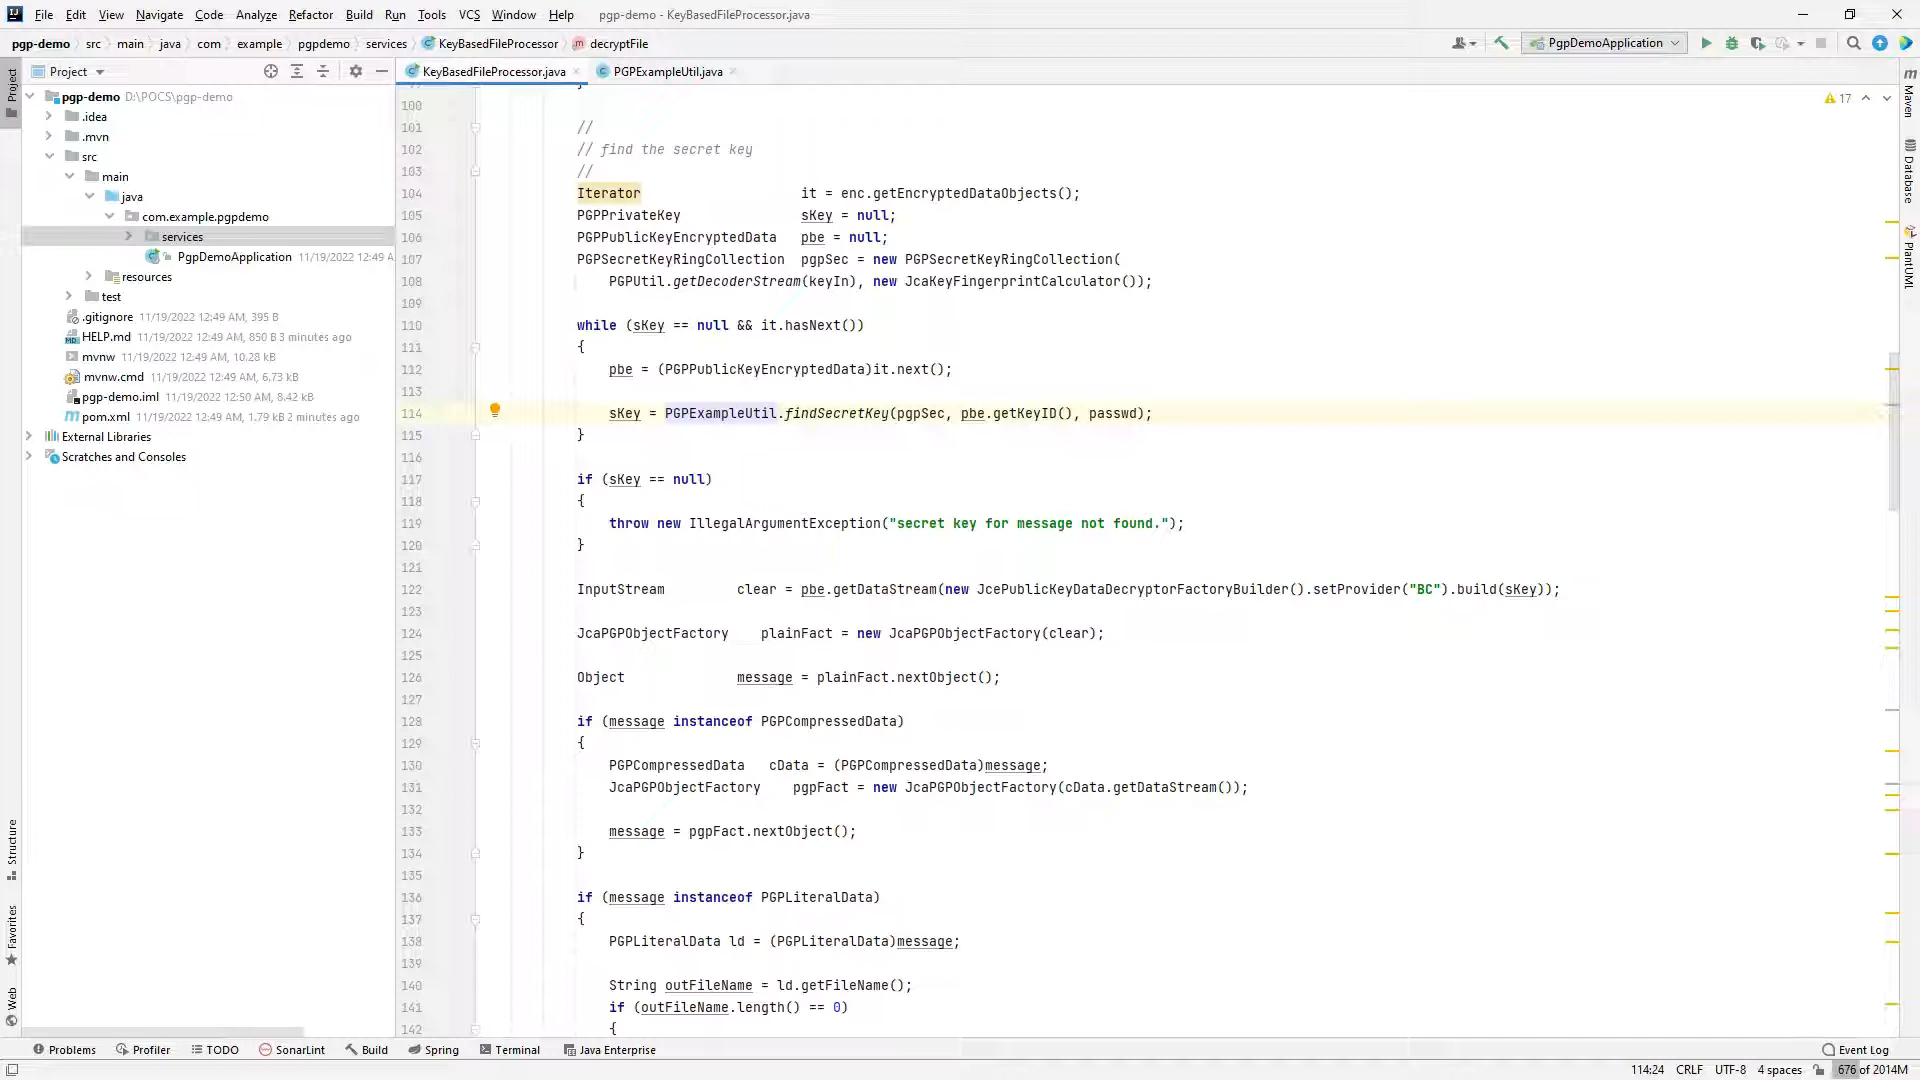 File Edit View Navigate Code Analyze Refactor Build Run Tools VCS Window Help pgp-demo - KeyBasedFileProcessor.java
pgp-demo src main java com example pgpdemo services KeyBasedFileProcessor decryptFile PgpDemoApplication
Project
KeyBasedFileProcessor.java PGPExampleUtil.java
pgp-demo D:\POCS\pgp-demo
.idea
.mvn
src
main
java
com.example.pgpdemo
services
PgpDemoApplication 11/19/2022 12:49 A
resources
test
.gitignore 11/19/2022 12:49 AM, 395 B
HELP.md 11/19/2022 12:49 AM, 850 B 3 minutes ago
mvnw 11/19/2022 12:49 AM, 10.28 kB
mvnw.cmd 11/19/2022 12:49 AM, 6.73 kB
pgp-demo.iml 11/19/2022 12:50 AM, 8.42 kB
pom.xml 11/19/2022 12:49 AM, 1.79 kB 2 minutes ago
External Libraries
Scratches and Consoles
Project
Structure
Favorites
Web
17
100
101 //
102 // find the secret key
103 //
104 Iterator it = enc.getEncryptedDataObjects();
105 PGPPrivateKey sKey = null;
106 PGPPublicKeyEncryptedData pbe = null;
107 PGPSecretKeyRingCollection pgpSec = new PGPSecretKeyRingCollection(
108 PGPUtil.getDecoderStream(keyIn), new JcaKeyFingerprintCalculator());
109
110 while (sKey == null && it.hasNext())
111 {
112 pbe = (PGPPublicKeyEncryptedData)it.next();
113
114 sKey = PGPExampleUtil.findSecretKey(pgpSec, pbe.getKeyID(), passwd);
115 }
116
117 if (sKey == null)
118 {
119 throw new IllegalArgumentException("secret key for message not found.");
120 }
121
122 InputStream clear = pbe.getDataStream(new JcePublicKeyDataDecryptorFactoryBuilder().setProvider("BC").build(sKey));
123
124 JcaPGPObjectFactory plainFact = new JcaPGPObjectFactory(clear);
125
126 Object message = plainFact.nextObject();
127
128 if (message instanceof PGPCompressedData)
129 {
130 PGPCompressedData cData = (PGPCompressedData)message;
131 JcaPGPObjectFactory pgpFact = new JcaPGPObjectFactory(cData.getDataStream());
132
133 message = pgpFact.nextObject();
134 }
135
136 if (message instanceof PGPLiteralData)
137 {
138 PGPLiteralData ld = (PGPLiteralData)message;
139
140 String outFileName = ld.getFileName();
141 if (outFileName.length() == 0)
142 {
Maven
Database
PlantUML
Problems Profiler TODO SonarLint Build Spring Terminal Java Enterprise Event Log
114:24 CRLF UTF-8 4 spaces 676 of 2014M